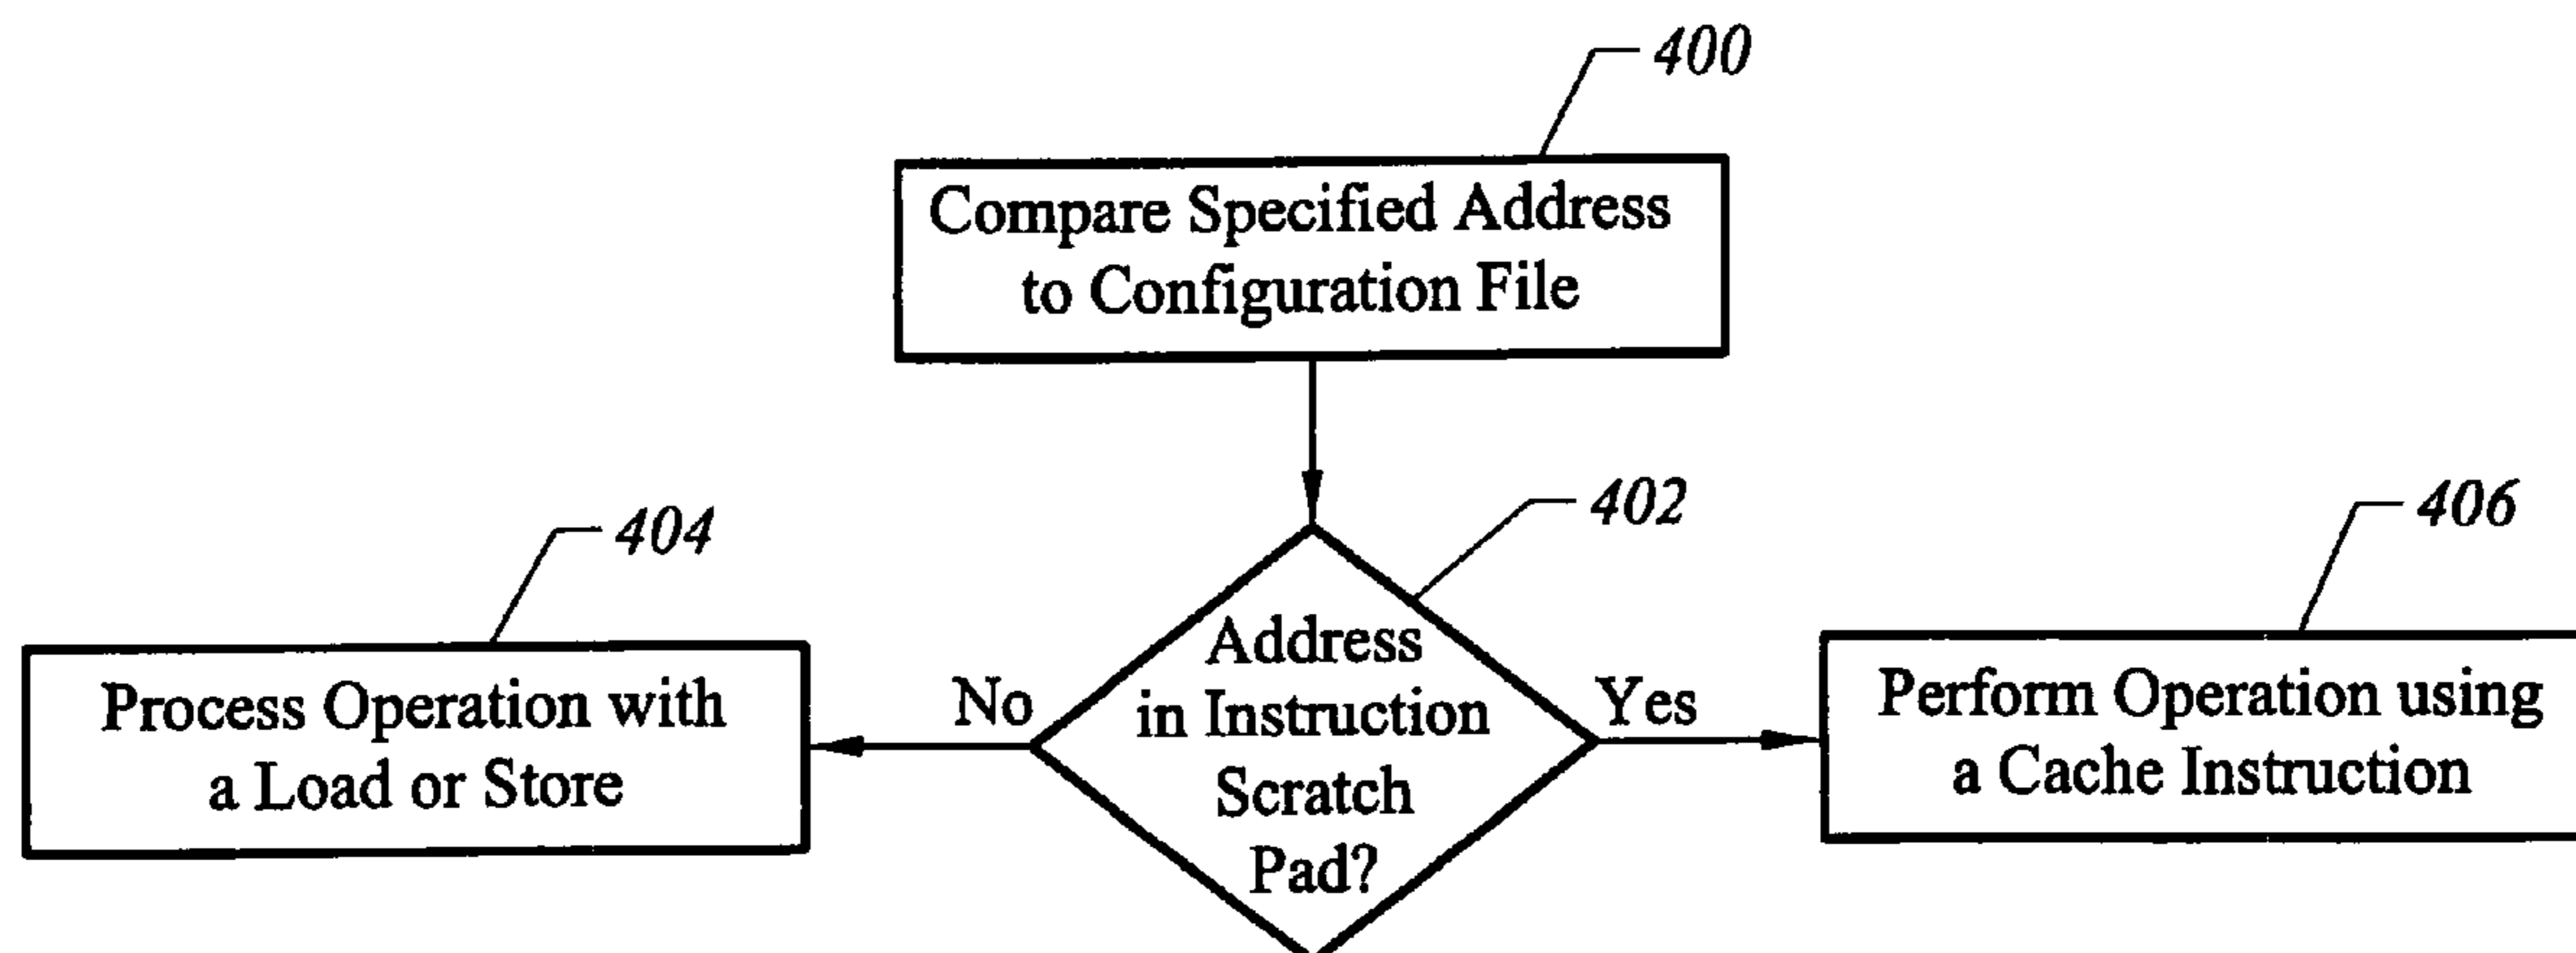 400
Compare Specified Address
to Configuration File
402
404
406
Address
in Instruction
Scratch
Pad?
No
Yes
Process Operation with
a Load or Store
Perform Operation using
a Cache Instruction